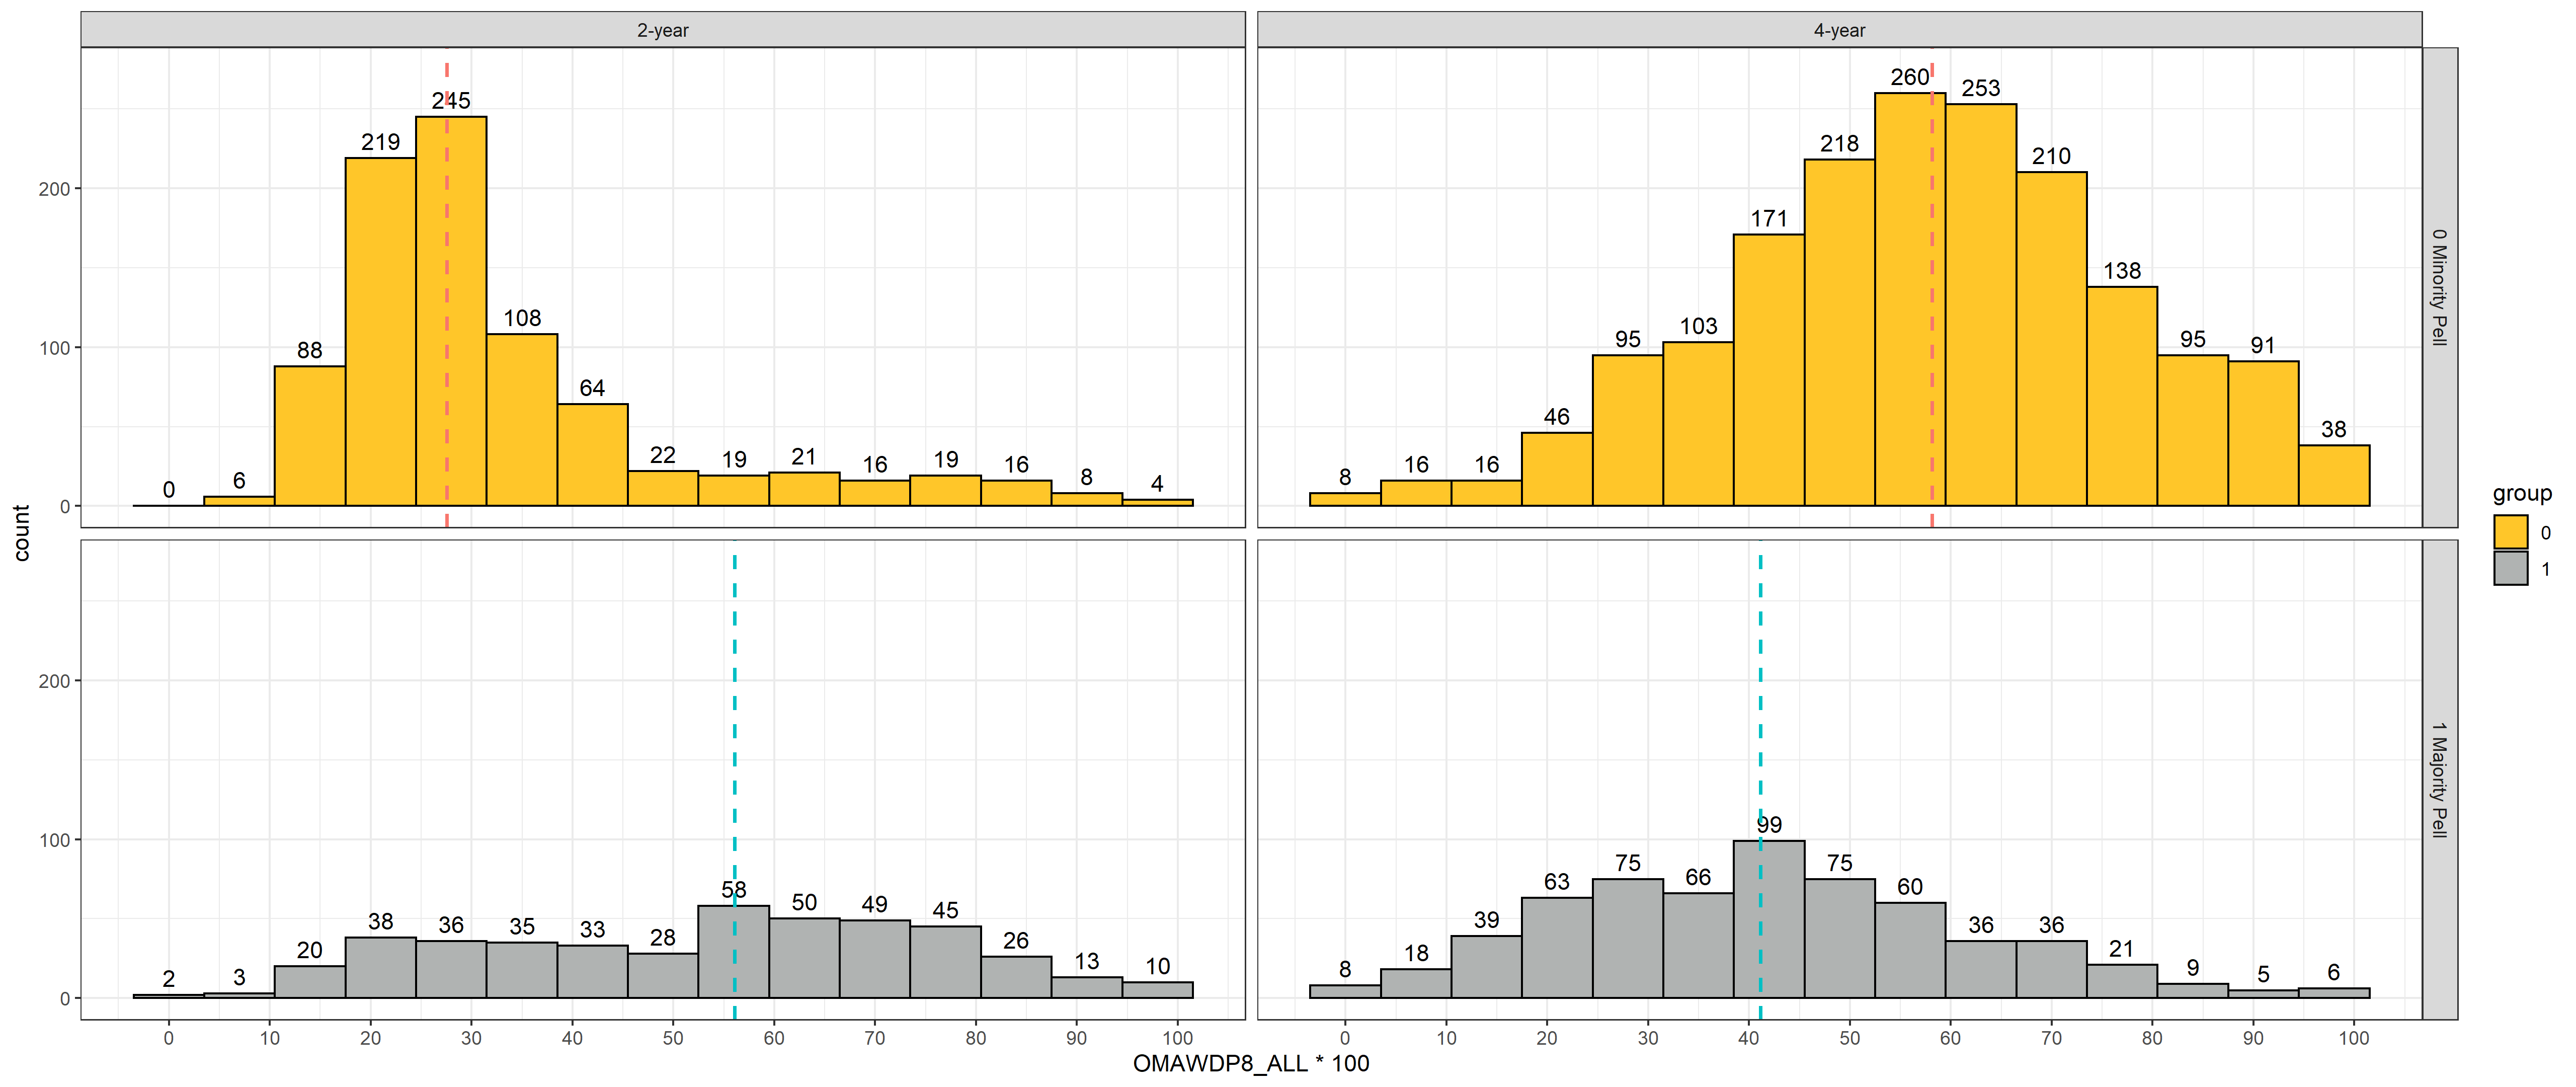 2-year
4-year
0 6 88 219 245 108 64 22 19 21 16 19 16 8 4
8 16 16 46 95 103 171 218 260 253 210 138 95 91 38
200
100
0
0 Minority Pell
count
group
0
1
2 3 20 38 36 35 33 28 58 50 49 45 26 13 10
8 18 39 63 75 66 99 75 60 36 36 21 9 5 6
200
100
0
1 Majority Pell
0 10 20 30 40 50 60 70 80 90 100
0 10 20 30 40 50 60 70 80 90 100
OMAWDP8_ALL * 100